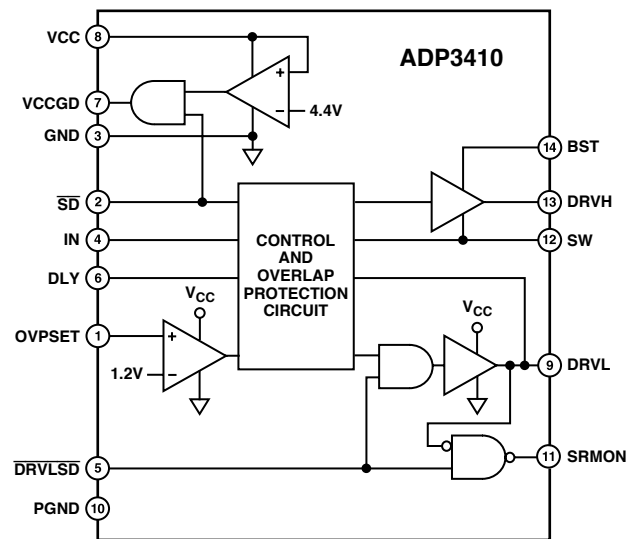 ADP3410
VCC 8
VCCGD 7
GND 3
+
−
4.4V
SD 2
IN 4
DLY 6
OVPSET 1
1.2V
+
−
VCC
DRVLSD 5
PGND 10
CONTROL
AND
OVERLAP
PROTECTION
CIRCUIT
VCC
14 BST
13 DRVH
12 SW
9 DRVL
11 SRMON